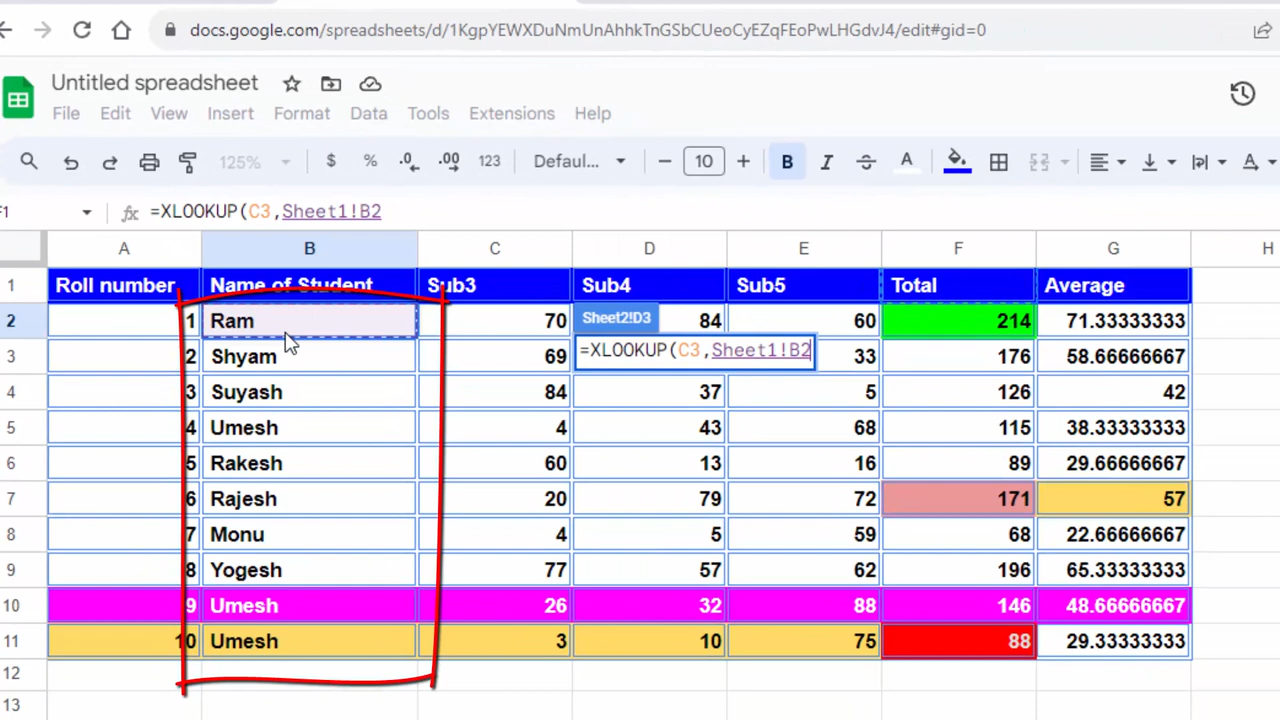 docs.google.com/spreadsheets/d/1KgpYEWXDuNmUnAhhkTnGSbCUeoCyEZqFEoPwLHGdvJ4/edit#gid=0
Untitled spreadsheet
File Edit View Insert Format Data Tools Extensions Help
125% $ % .0 .00 123 Defaul... − 10 + B I A
F1 fx =XLOOKUP(C3,Sheet1!B2
A B C D E F G H
1 Roll number Name of Student Sub3 Sub4 Sub5 Total Average
2 1 Ram 70 Sheet2!D3 84 60 214 71.33333333
3 2 Shyam 69 =XLOOKUP(C3,Sheet1!B2 33 176 58.66666667
4 3 Suyash 84 37 5 126 42
5 4 Umesh 4 43 68 115 38.33333333
6 5 Rakesh 60 13 16 89 29.66666667
7 6 Rajesh 20 79 72 171 57
8 7 Monu 4 5 59 68 22.66666667
9 8 Yogesh 77 57 62 196 65.33333333
10 9 Umesh 26 32 88 146 48.66666667
11 10 Umesh 3 10 75 88 29.33333333
12
13